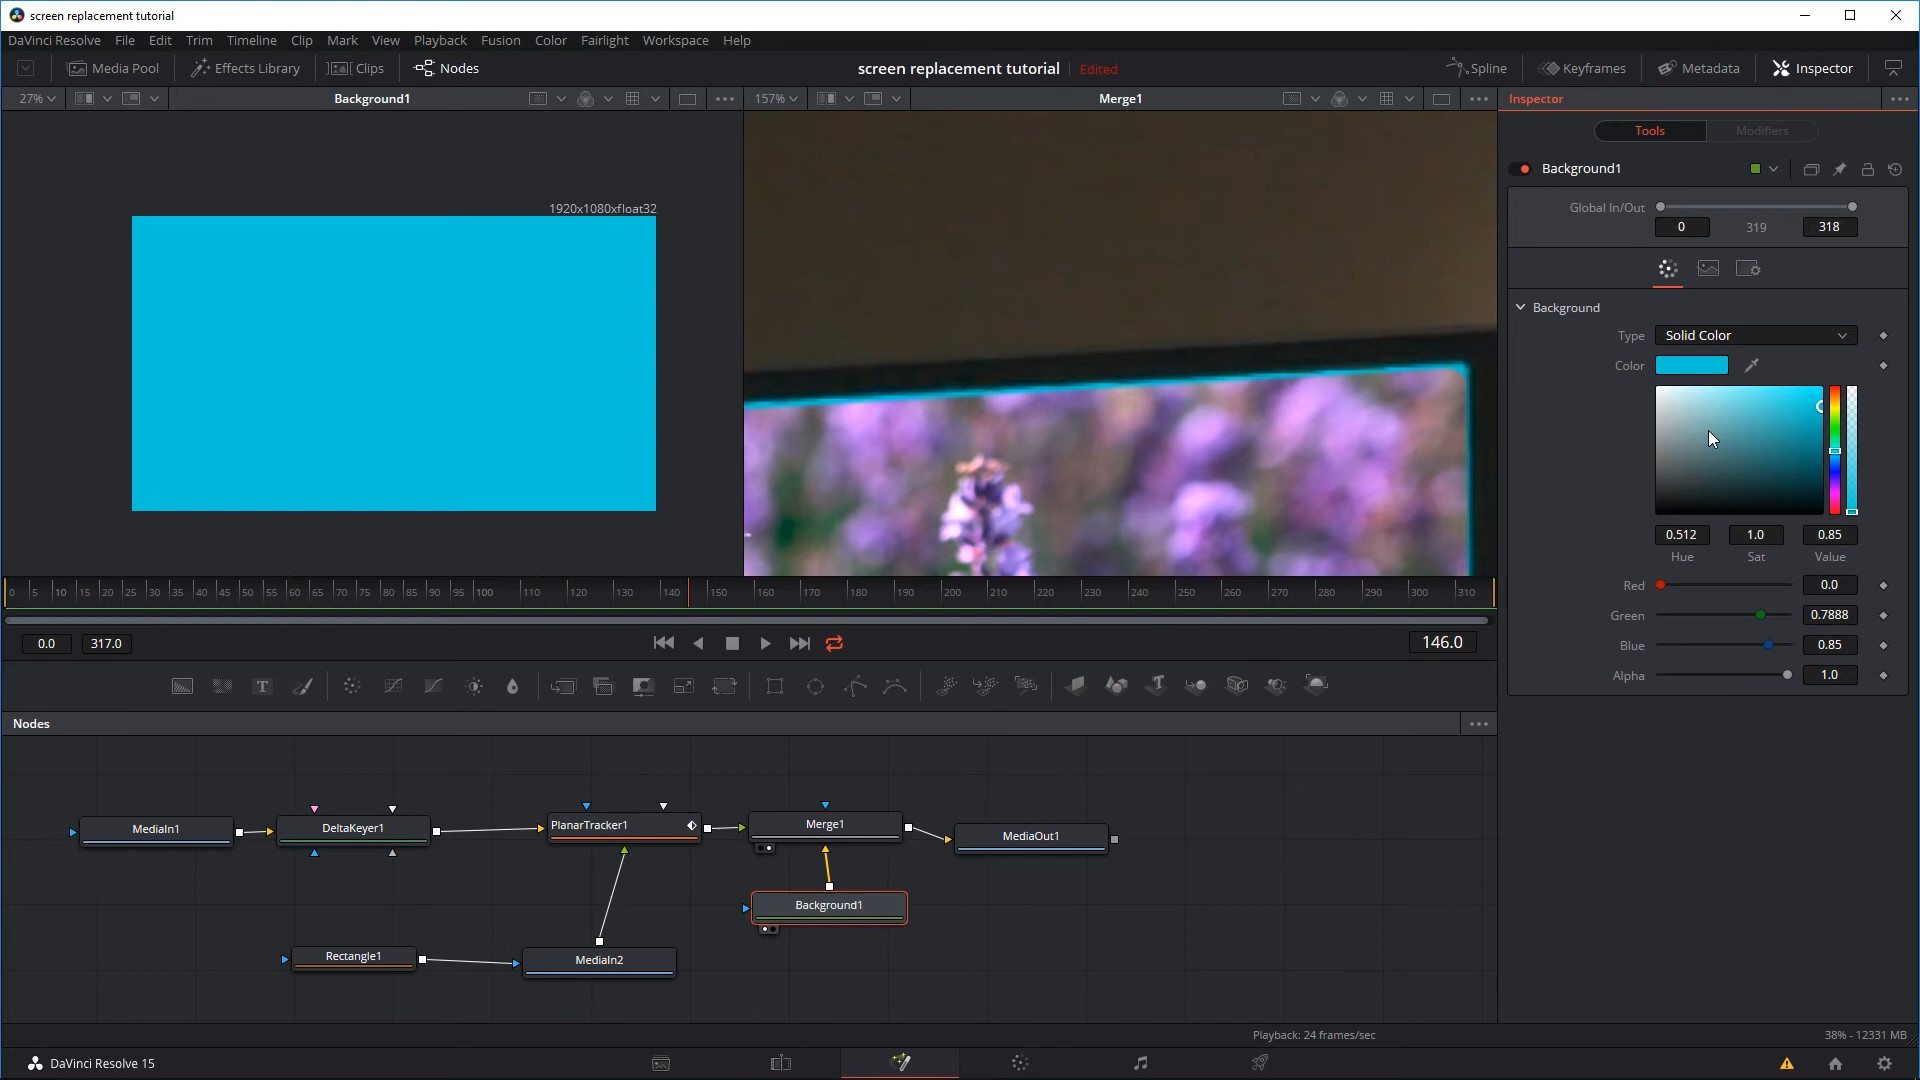 screen replacement tutorial
DaVinci Resolve File Edit Trim Timeline Clip Mark View Playback Fusion Color Fairlight Workspace Help
Media Pool Effects Library Clips Nodes screen replacement tutorial Edited Spline Keyframes Metadata Inspector
27% Background1 157% Merge1 Inspector
Tools Modifiers
Background1
1920x1080xfloat32
Global In/Out
0 319 318
Background
Type Solid Color
Color
0.512 1.0 0.85
Hue Sat Value
Red 0.0
Green 0.7888
Blue 0.85
Alpha 1.0
0 5 10 15 20 25 30 35 40 45 50 55 60 65 70 75 80 85 90 95 100 110 120 130 140 150 160 170 180 190 200 210 220 230 240 250 260 270 280 290 300 310
0.0 317.0 146.0
Nodes
MediaIn1 DeltaKeyer1 PlanarTracker1 Merge1 MediaOut1
Background1
Rectangle1 MediaIn2
Playback: 24 frames/sec 38% - 12331 MB
DaVinci Resolve 15